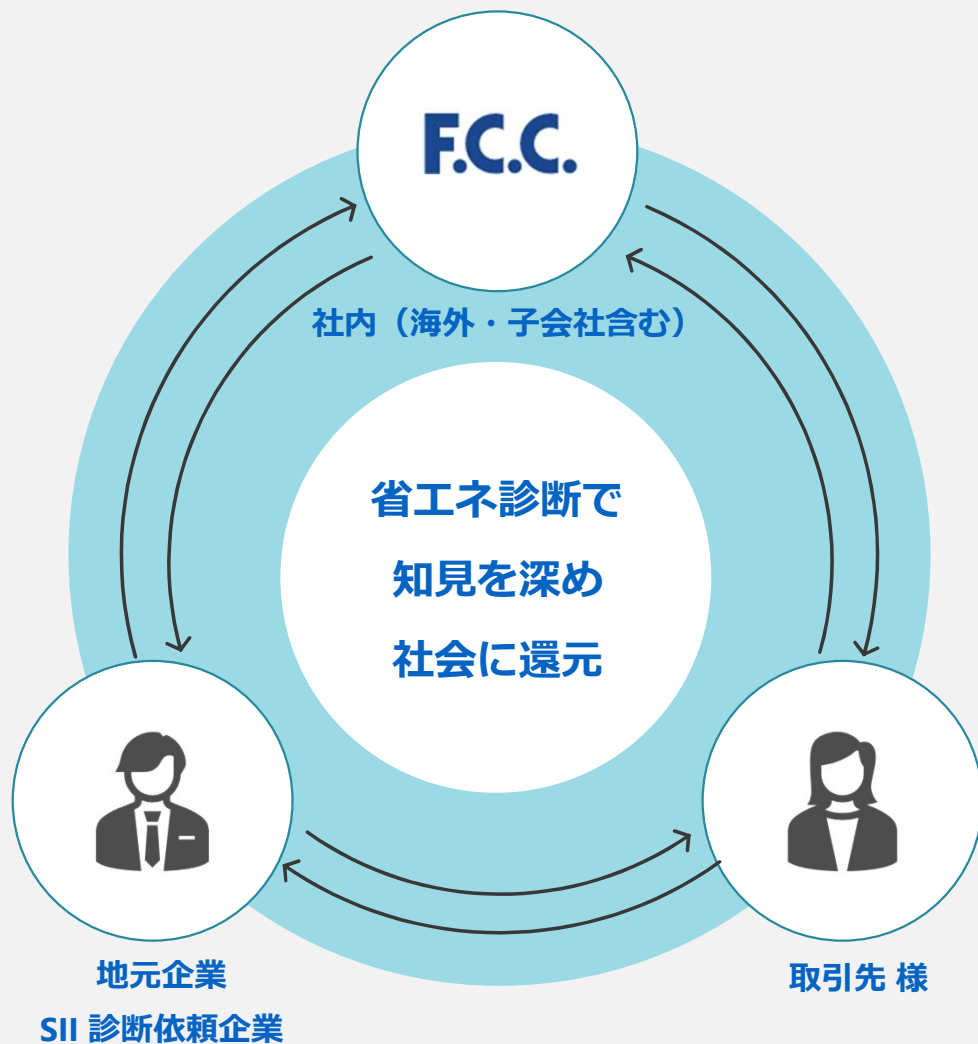 F.C.C.
社内（海外・子会社含む）
省エネ診断で
知見を深め
社会に還元
地元企業
SII 診断依頼企業
取引先 様